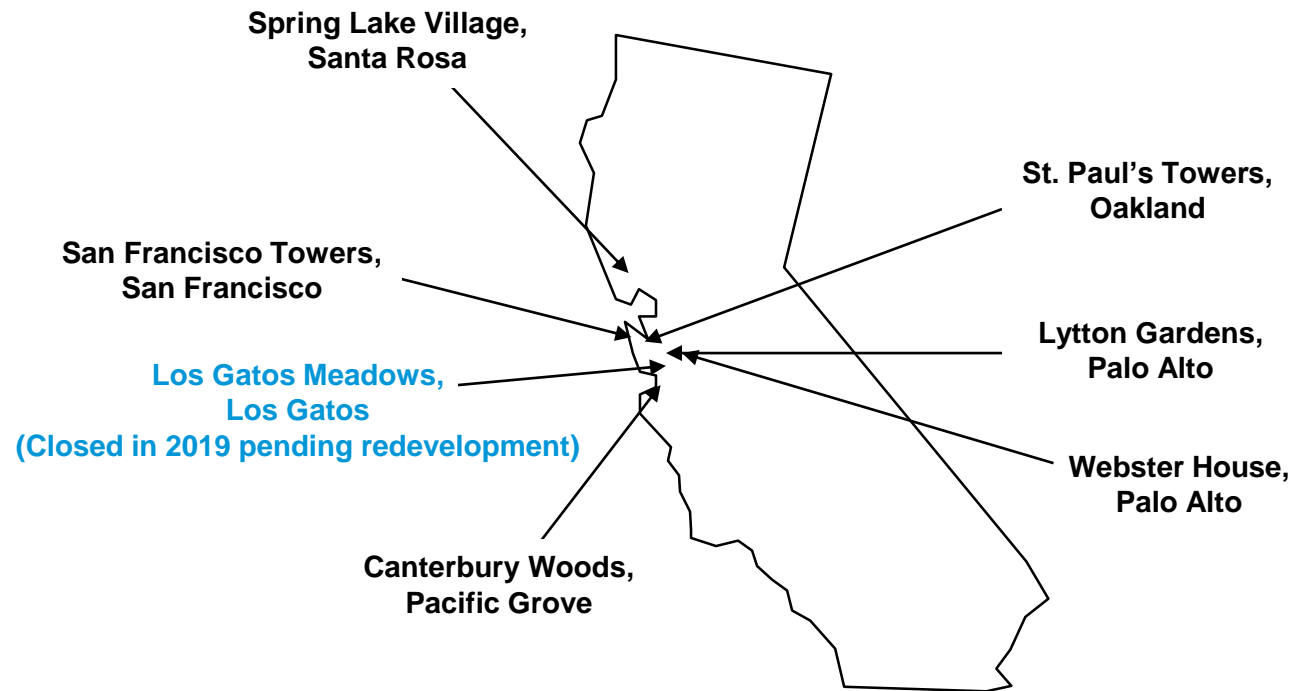 Spring Lake Village,
Santa Rosa
St. Paul’s Towers,
Oakland
San Francisco Towers,
San Francisco
Lytton Gardens,
Palo Alto
Los Gatos Meadows,
Los Gatos
(Closed in 2019 pending redevelopment)
Webster House,
Palo Alto
Canterbury Woods,
Pacific Grove